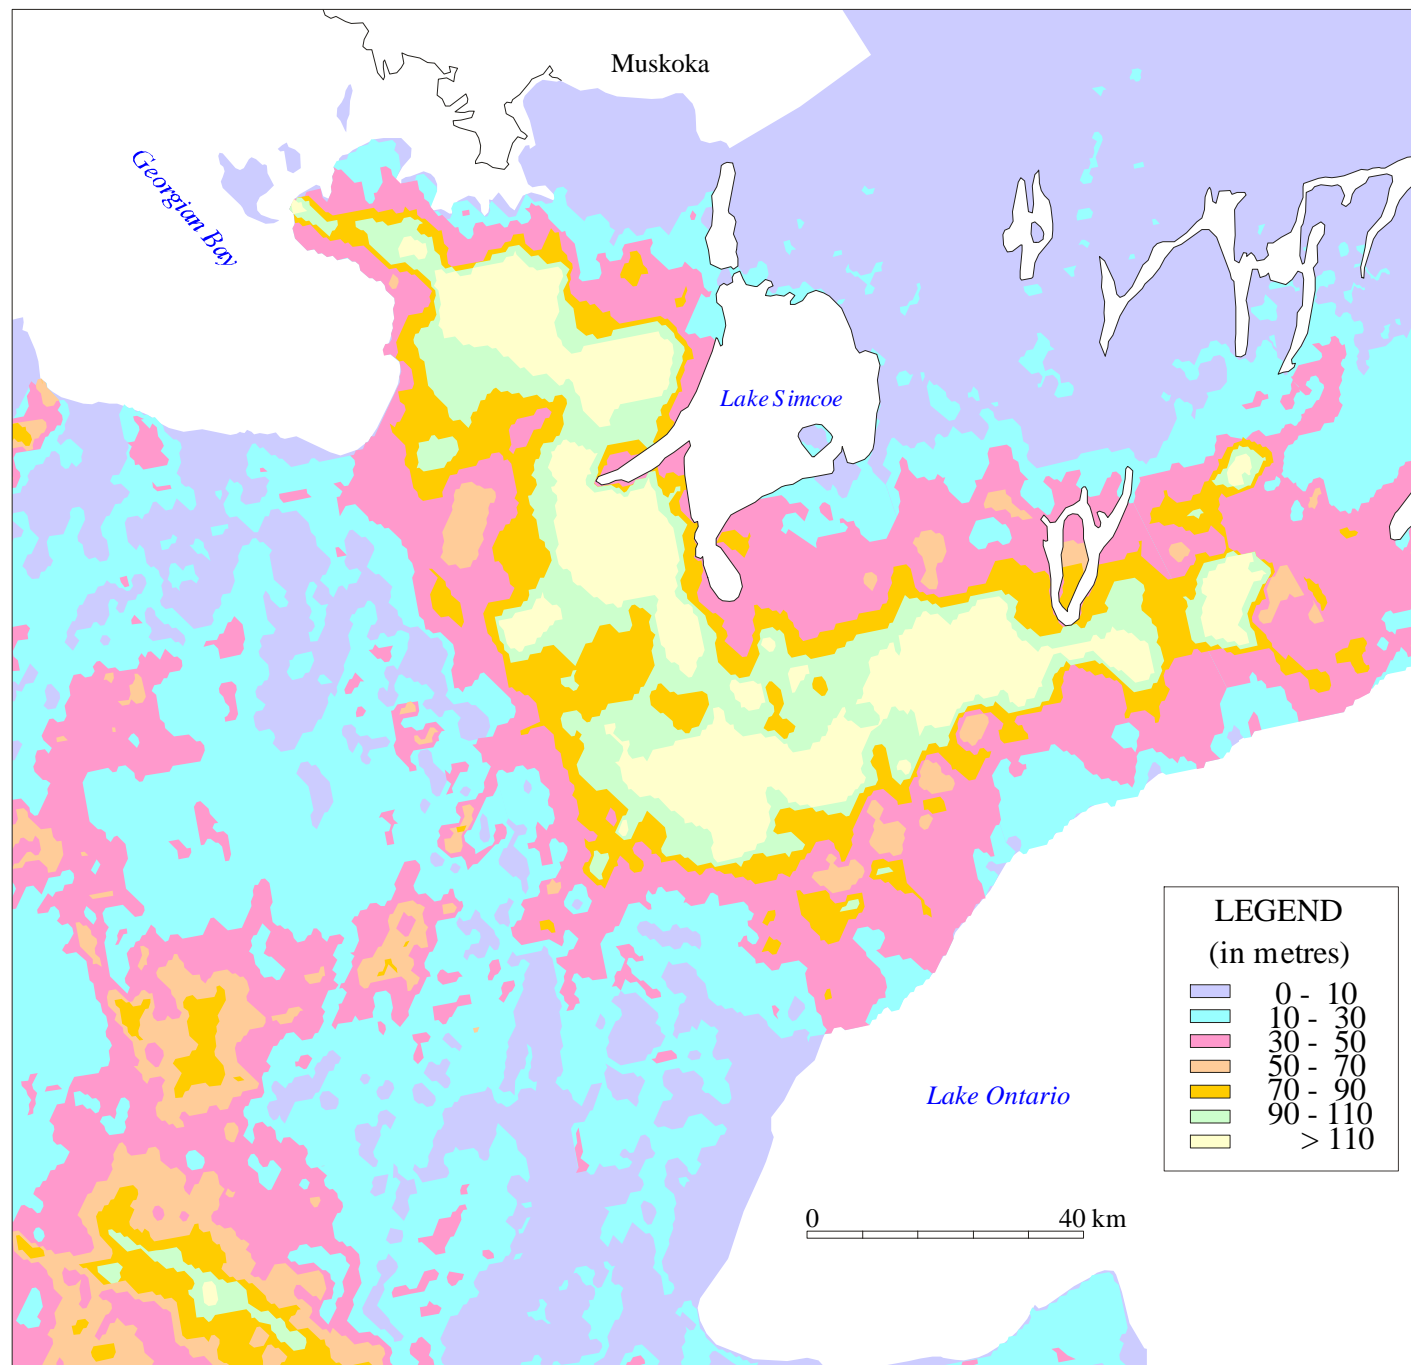 Muskoka
Georgian Bay
Lake Simcoe
LEGEND
(in metres)
0 - 10
10 - 30
30 - 50
50 - 70
70 - 90
90 - 110
> 110
Lake Ontario
0 40 km